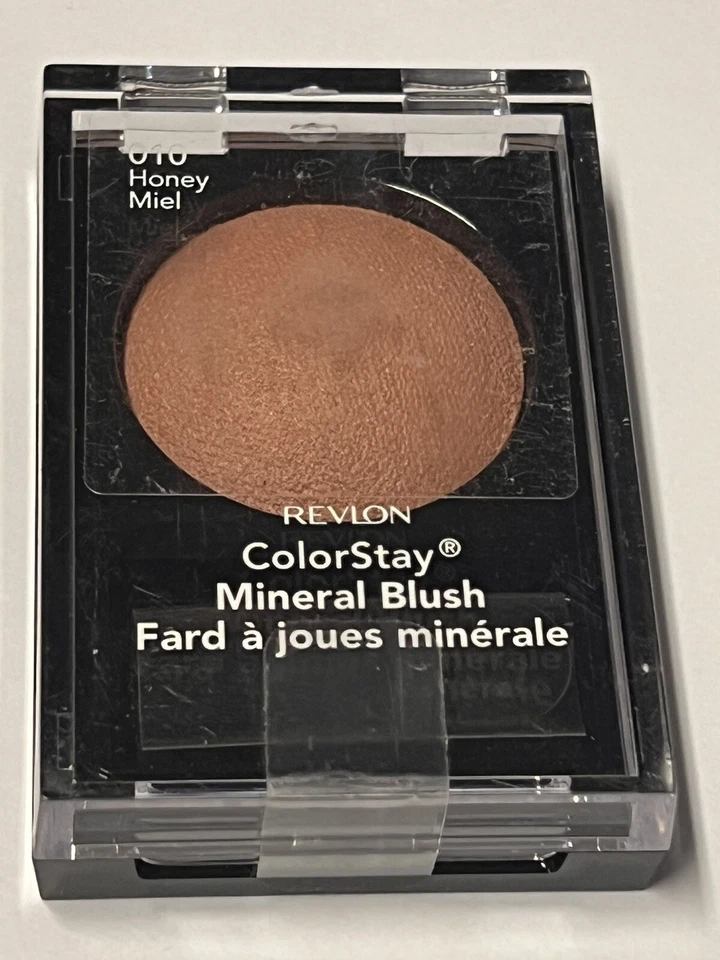 010
Honey
Miel
REVLON
ColorStay®
Mineral Blush
Fard à joues minérale